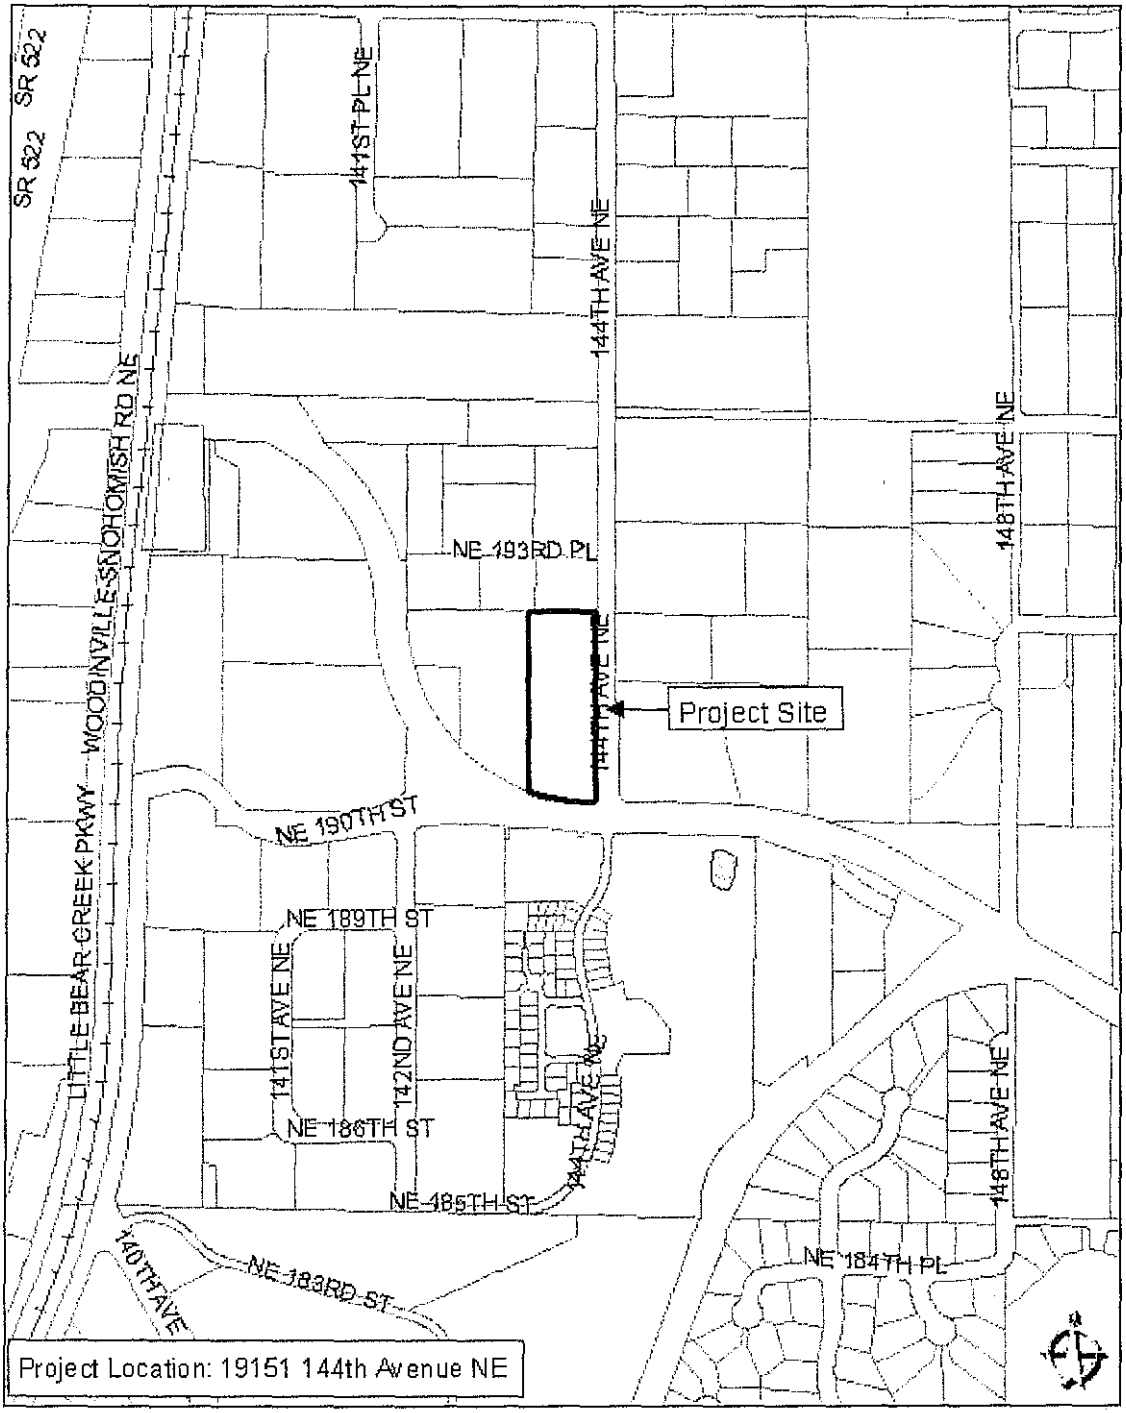 SR 522
SR 522
141ST PL NE
144TH AVE NE
WOODINVILLE-SNOHOMISH RD NE
148TH AVE NE
NE 193RD PL
144TH AVE NE
Project Site
LITTLE BEAR CREEK PKWY
NE 190TH ST
NE 189TH ST
141ST AVE NE
142ND AVE NE
144TH AVE NE
148TH AVE NE
NE 186TH ST
NE 185TH ST
140TH AVE
NE 183RD ST
NE 184TH PL
Project Location: 19151 144th Avenue NE